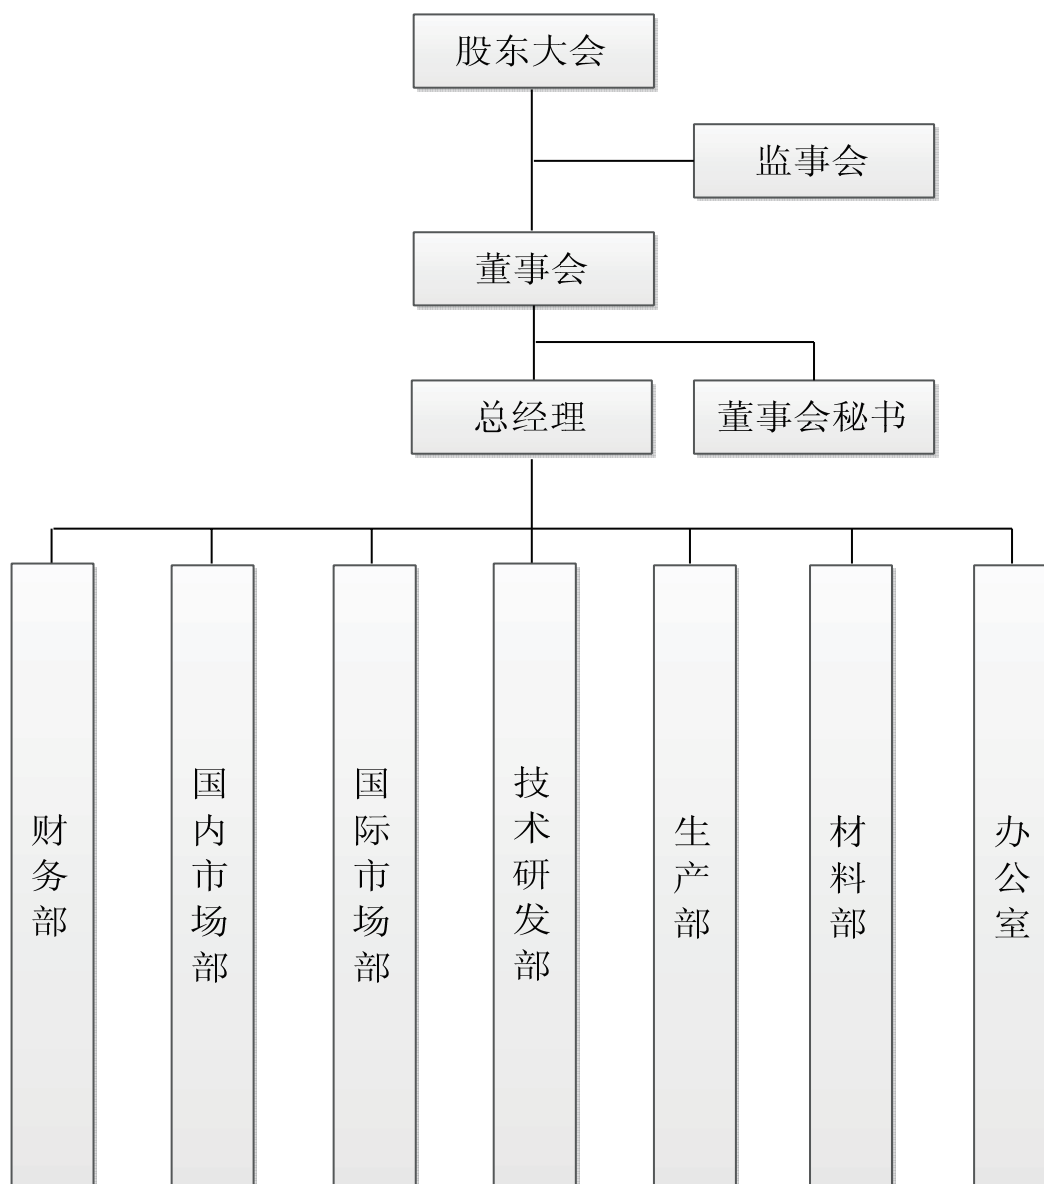 股东大会
监事会
董事会
总经理
董事会秘书
财务部
国内市场部
国际市场部
技术研发部
生产部
材料部
办公室